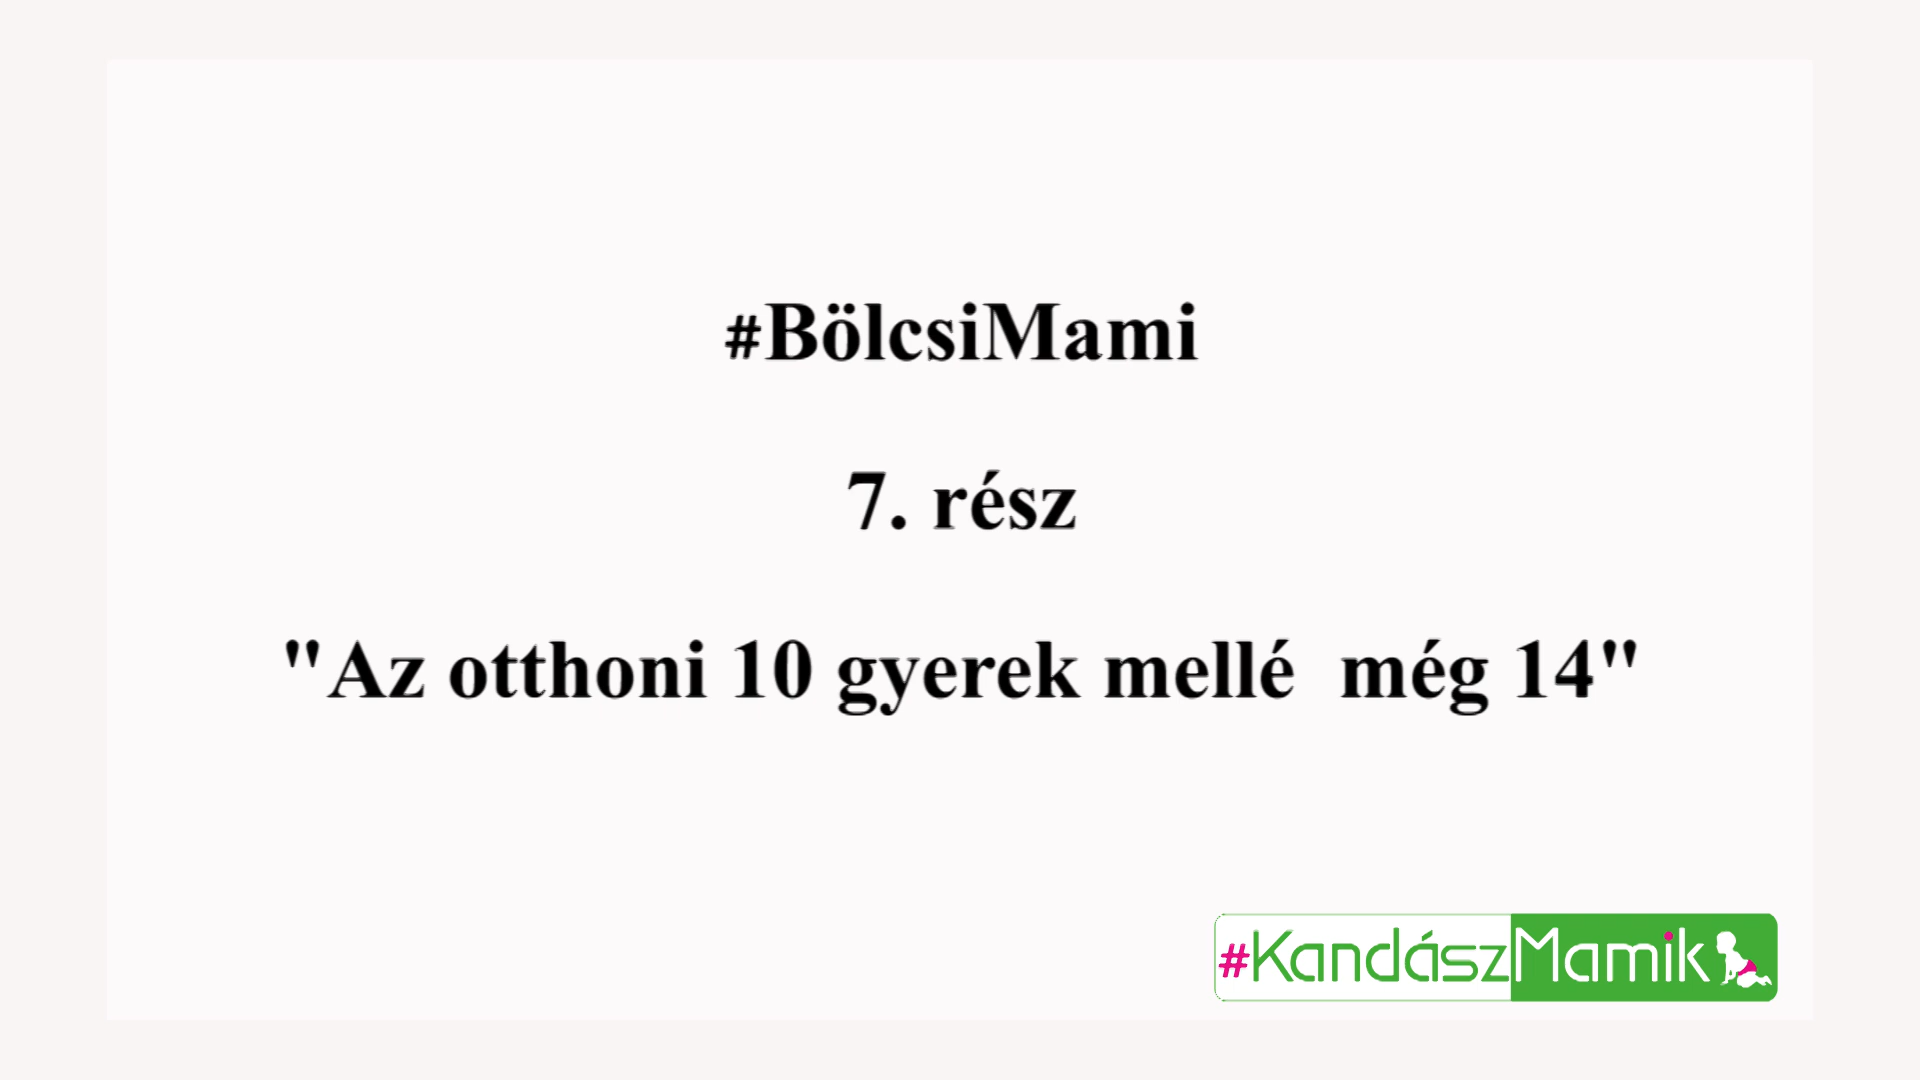 #BölcsiMami
7. rész
"Az otthoni 10 gyerek mellé  még 14"
#KandászMamik